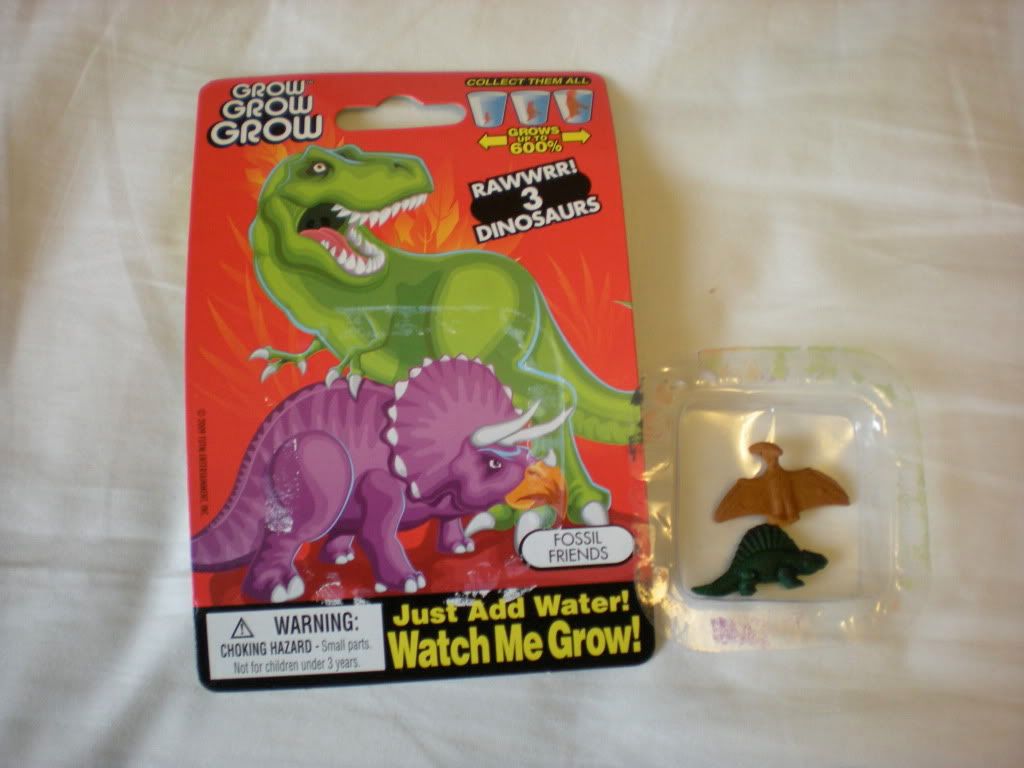 GROW™
GROW
GROW
COLLECT THEM ALL
GROWS
UP TO
600%
RAWWRR!
3
DINOSAURS
FOSSIL
FRIENDS
WARNING:
CHOKING HAZARD - Small parts.
Not for children under 3 years.
Just Add Water!
Watch Me Grow!